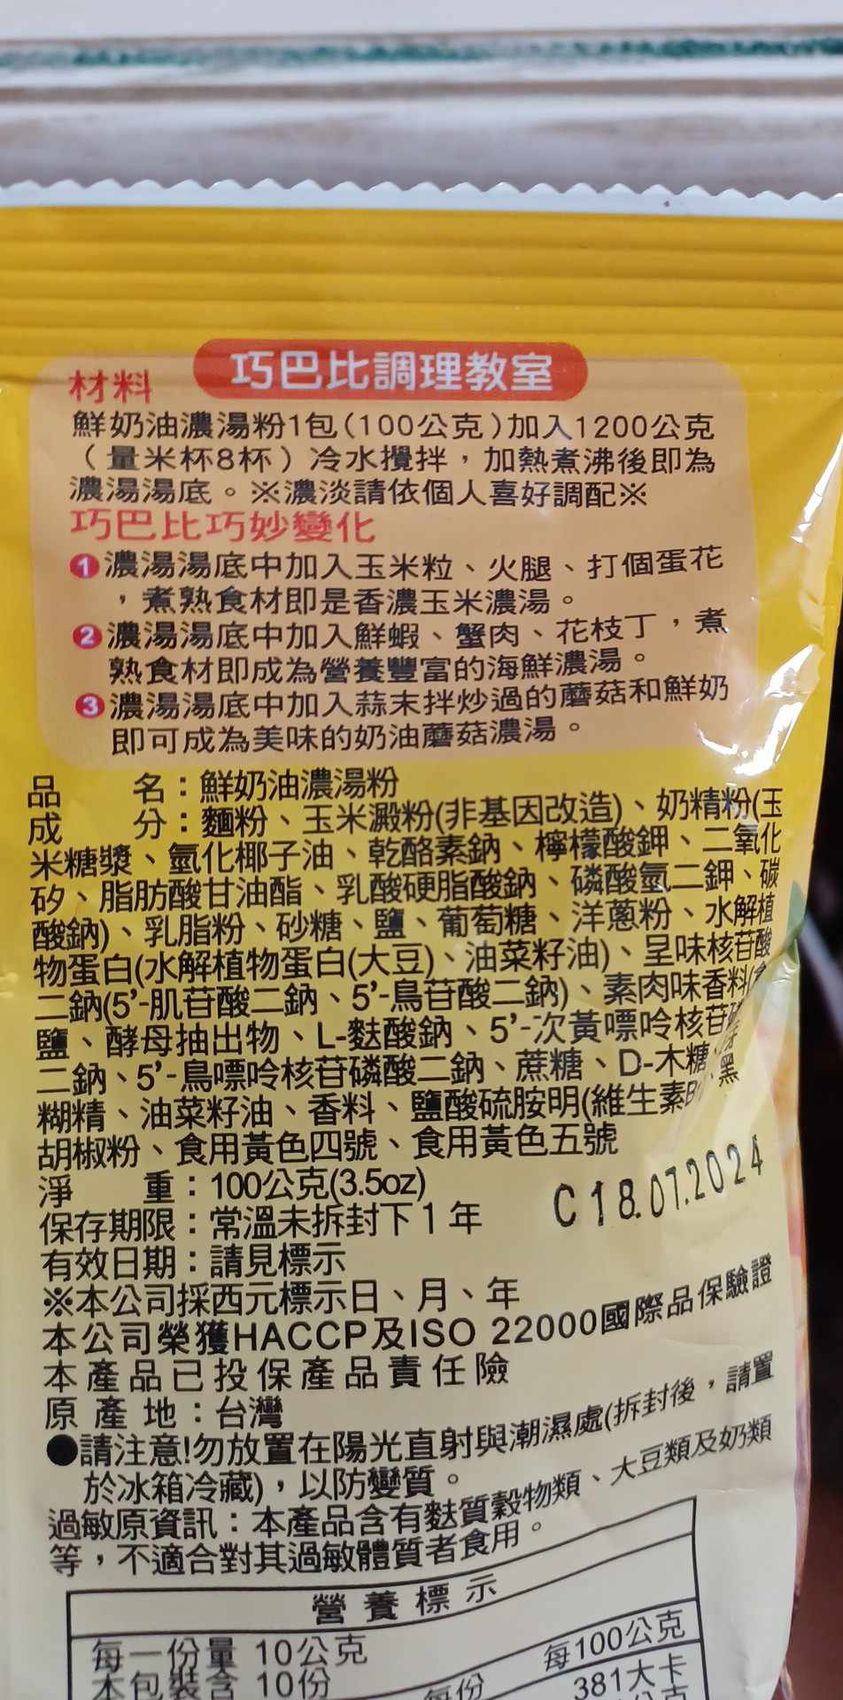 巧巴比調理教室
材料
鮮奶油濃湯粉1包(100公克)加入1200公克
(量米杯8杯)冷水攪拌，加熱煮沸後即為
濃湯湯底。※濃淡請依個人喜好調配※
巧巴比巧妙變化
❶濃湯湯底中加入玉米粒、火腿、打個蛋花
，煮熟食材即是香濃玉米濃湯。
❷濃湯湯底中加入鮮蝦、蟹肉、花枝丁，煮
熟食材即成為營養豐富的海鮮濃湯。
❸濃湯湯底中加入蒜末拌炒過的蘑菇和鮮奶
即可成為美味的奶油蘑菇濃湯。
品 名：鮮奶油濃湯粉
成 分：麵粉、玉米澱粉(非基因改造)、奶精粉(玉
米糖漿、氫化椰子油、乾酪素鈉、檸檬酸鉀、二氧化
矽、脂肪酸甘油酯、乳酸硬脂酸鈉、磷酸氫二鉀、碳
酸鈉)、乳脂粉、砂糖、鹽、葡萄糖、洋蔥粉、水解植
物蛋白(水解植物蛋白(大豆)、油菜籽油)、呈味核苷酸
二鈉(5'-肌苷酸二鈉、5'-鳥苷酸二鈉)、素肉味香料(
鹽、酵母抽出物、L-麩酸鈉、5'-次黃嘌呤核苷
二鈉、5'-鳥嘌呤核苷磷酸二鈉、蔗糖、D-木糖、
糊精、油菜籽油、香料、鹽酸硫胺明(維生素B 、黑
胡椒粉、食用黃色四號、食用黃色五號
淨 重：100公克(3.5oz)
C18.07.2024
保存期限：常溫未拆封下1年
有效日期：請見標示
※本公司採西元標示日、月、年
本公司榮獲HACCP及ISO 22000國際品保驗證
本產品已投保產品責任險
原產地：台灣
●請注意!勿放置在陽光直射與潮濕處(拆封後，請置
於冰箱冷藏)，以防變質。
過敏原資訊：本產品含有麩質穀物類、大豆類及奶類
等，不適合對其過敏體質者食用。
營養標示
每一份量 10公克
本包裝含 10份
每份 每100公克
381大卡